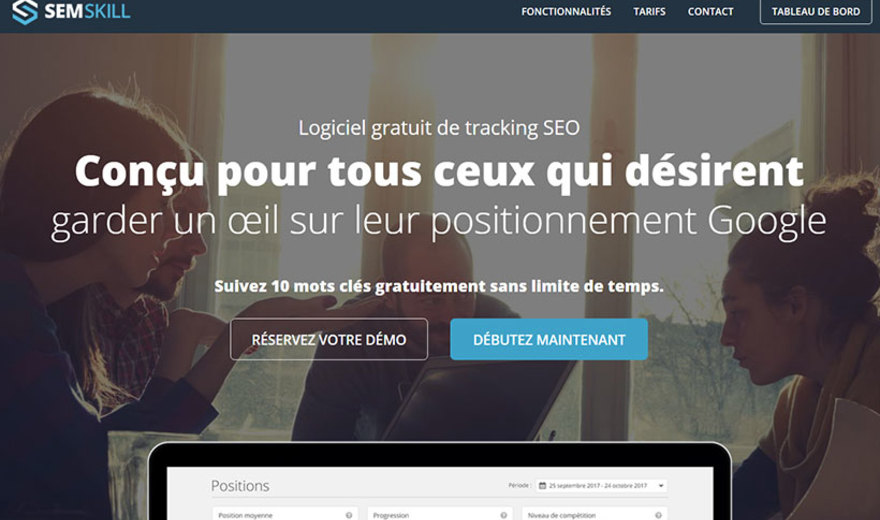 SEMSKILL
FONCTIONNALITÉS TARIFS CONTACT TABLEAU DE BORD
Logiciel gratuit de tracking SEO
Conçu pour tous ceux qui désirent
garder un œil sur leur positionnement Google
Suivez 10 mots clés gratuitement sans limite de temps.
RÉSERVEZ VOTRE DÉMO DÉBUTEZ MAINTENANT
Positions
Période : 25 septembre 2017 - 24 octobre 2017
Position moyenne Progression Niveau de compétition